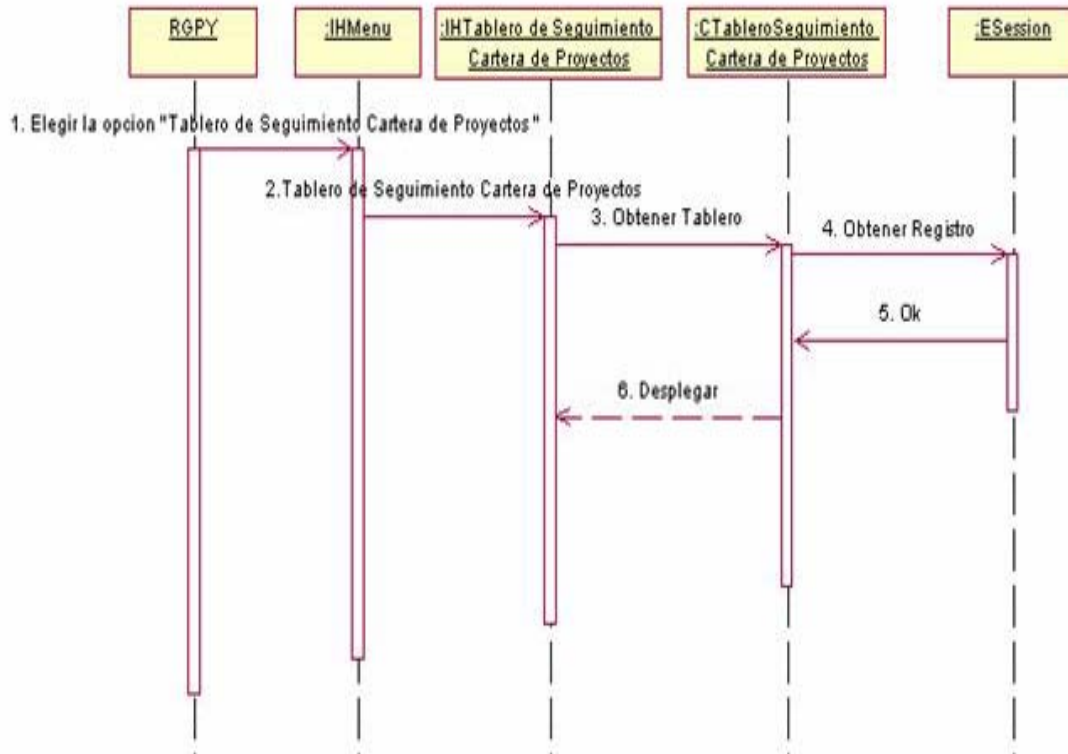 RGPY
:IHMenu
:IHTablero de Seguimiento
Cartera de Proyectos
:CTableroSeguimiento
Cartera de Proyectos
:ESession
1. Elegir la opcion "Tablero de Seguimiento Cartera de Proyectos"
2.Tablero de Seguimiento Cartera de Proyectos
3. Obtener Tablero
4. Obtener Registro
5. Ok
6. Desplegar